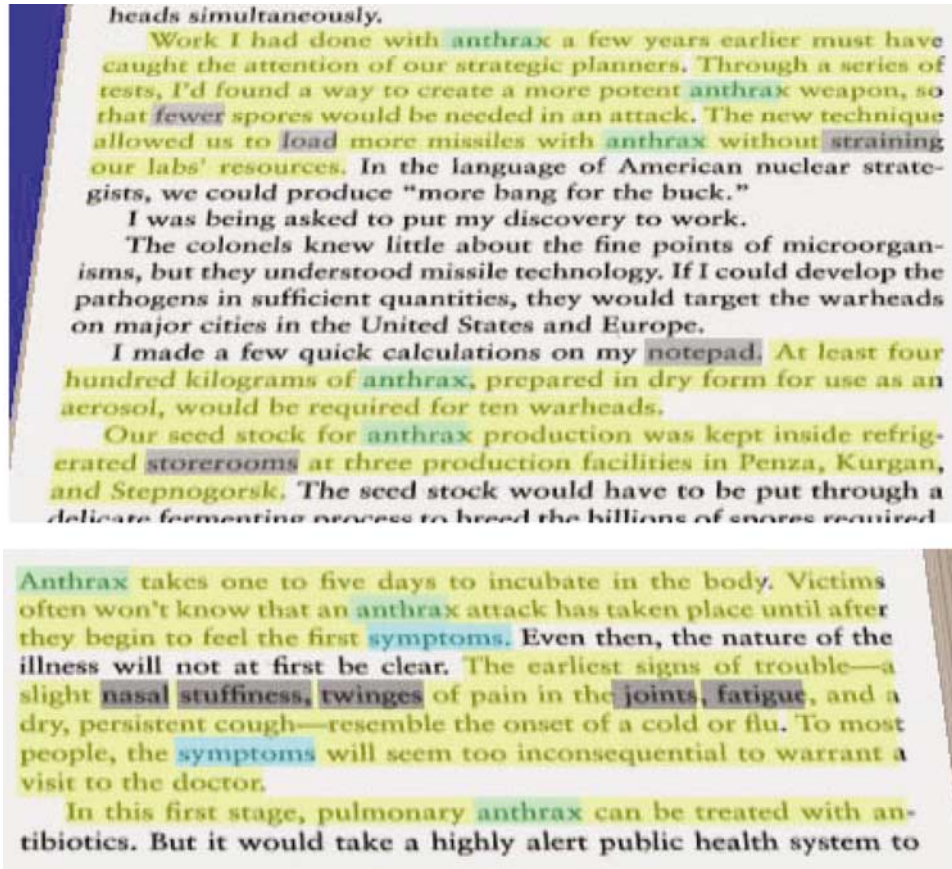 heads simultaneously.
Work I had done with anthrax a few years earlier must have
caught the attention of our strategic planners. Through a series of
tests, I'd found a way to create a more potent anthrax weapon, so
that fewer spores would be needed in an attack. The new technique
allowed us to load more missiles with anthrax without straining
our labs' resources. In the language of American nuclear strate-
gists, we could produce "more bang for the buck."
I was being asked to put my discovery to work.
The colonels knew little about the fine points of microorgan-
isms, but they understood missile technology. If I could develop the
pathogens in sufficient quantities, they would target the warheads
on major cities in the United States and Europe.
I made a few quick calculations on my notepad. At least four
hundred kilograms of anthrax, prepared in dry form for use as an
aerosol, would be required for ten warheads.
Our seed stock for anthrax production was kept inside refrig-
erated storerooms at three production facilities in Penza, Kurgan,
and Stepnogorsk. The seed stock would have to be put through a
delicate fermenting process to breed the billions of spores required
Anthrax takes one to five days to incubate in the body. Victims
often won't know that an anthrax attack has taken place until after
they begin to feel the first symptoms. Even then, the nature of the
illness will not at first be clear. The earliest signs of trouble—a
slight nasal stuffiness, twinges of pain in the joints, fatigue, and a
dry, persistent cough—resemble the onset of a cold or flu. To most
people, the symptoms will seem too inconsequential to warrant a
visit to the doctor.
In this first stage, pulmonary anthrax can be treated with an-
tibiotics. But it would take a highly alert public health system to